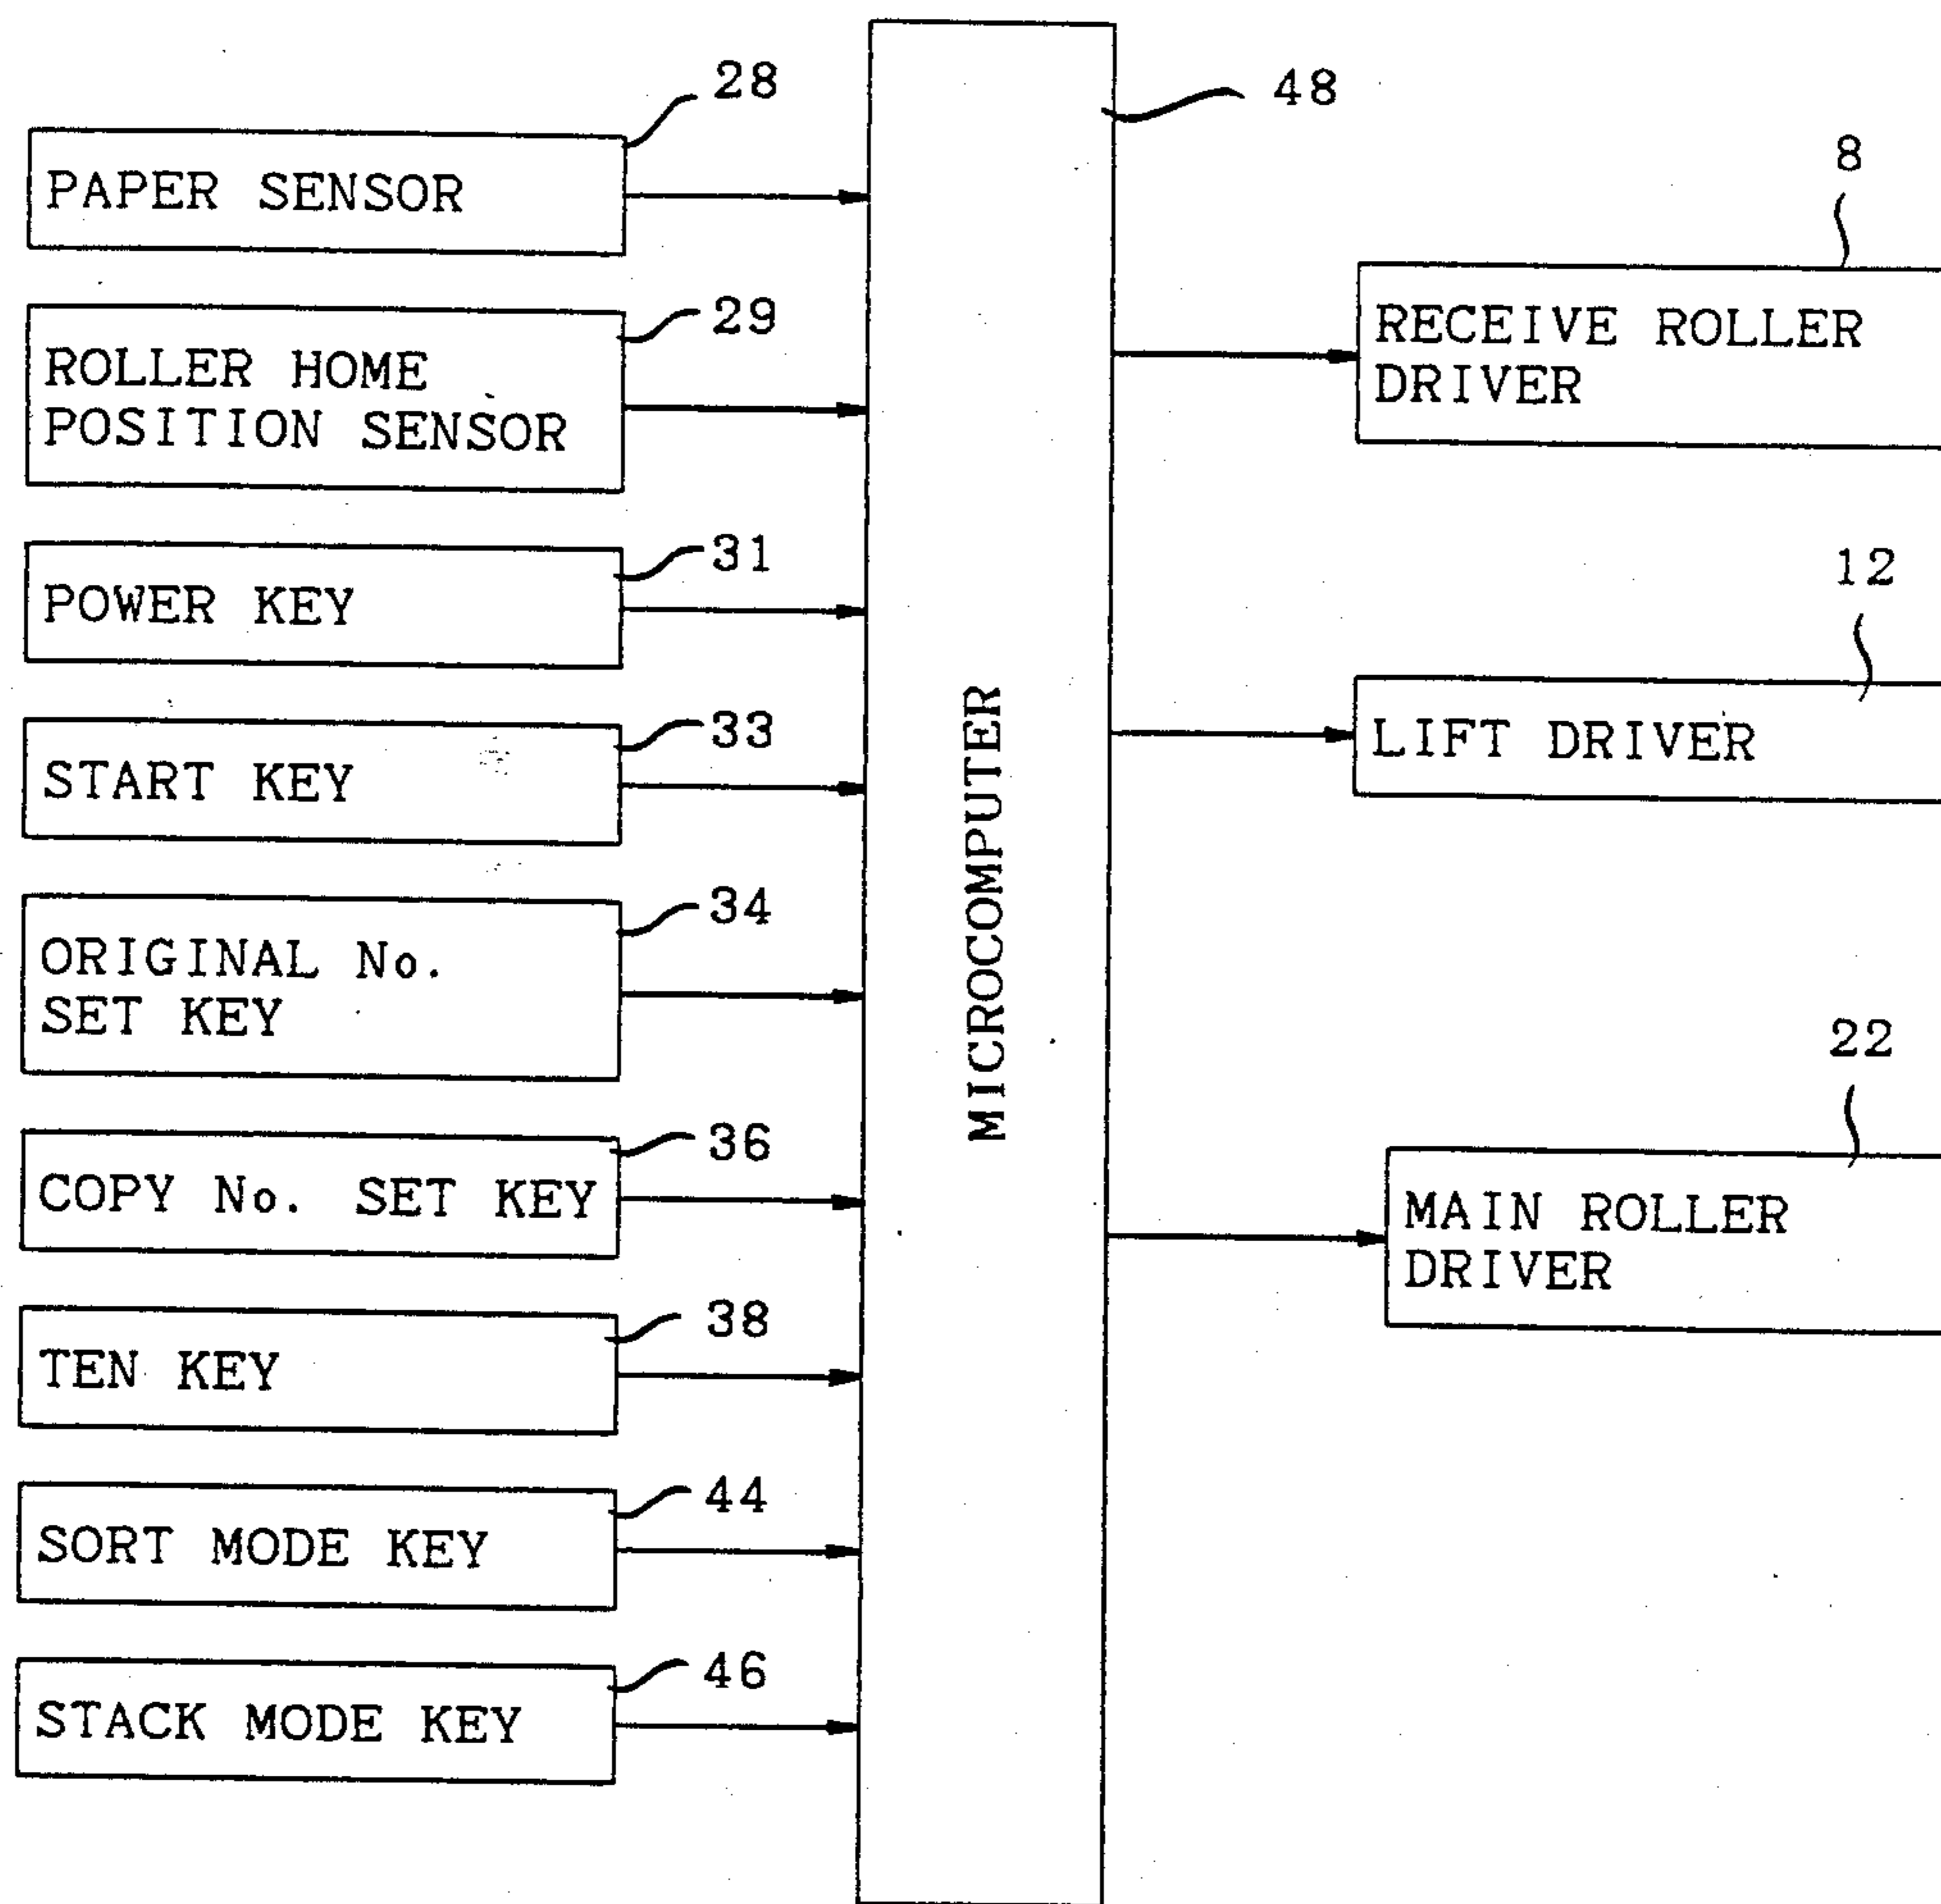 28
PAPER SENSOR
29
ROLLER HOME
POSITION SENSOR
31
POWER KEY
33
START KEY
34
ORIGINAL No.
SET KEY
36
COPY No. SET KEY
38
TEN KEY
44
SORT MODE KEY
46
STACK MODE KEY
48
MICROCOMPUTER
8
RECEIVE ROLLER
DRIVER
12
LIFT DRIVER
22
MAIN ROLLER
DRIVER